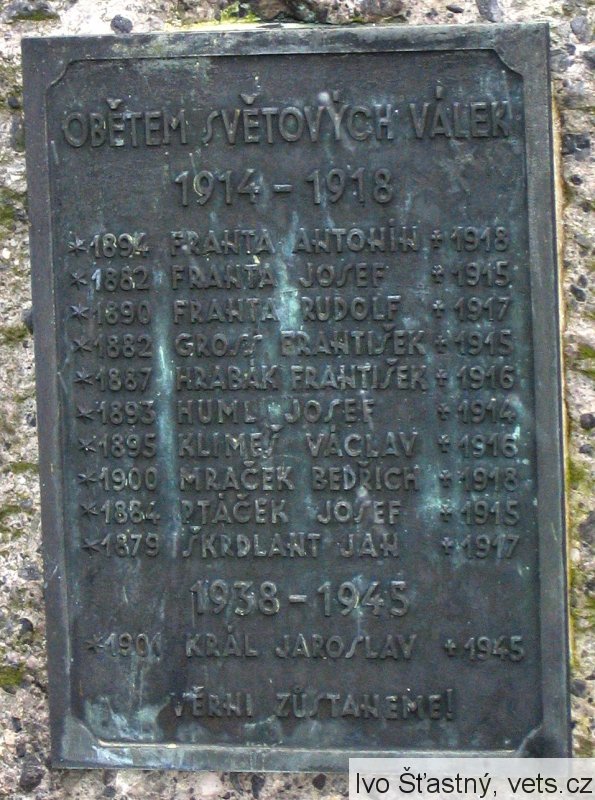 OBĚTEM SVĚTOVÝCH VÁLEK
1914 - 1918
*1894 FRANTA ANTONÍN +1918
*1882 FRANTA JOSEF +1915
*1890 FRANTA RUDOLF +1917
*1882 GROSS FRANTIŠEK +1915
*1887 HRABÁK FRANTIŠEK +1916
*1893 HUML JOSEF +1914
*1895 KLIMEŠ VÁCLAV +1916
*1900 MRÁČEK BEDŘICH +1918
*1884 PTÁČEK JOSEF +1915
*1879 ŠKRDLANT JAN +1917
1938 - 1945
*1901 KRÁL JAROSLAV +1945
VĚRNI ZŮSTANEME!
Ivo Šťastný, vets.cz